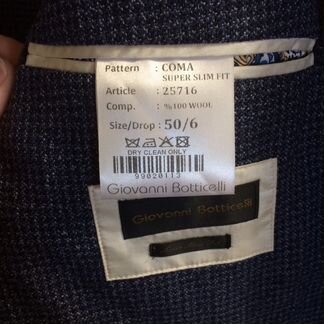 Pattern : COMA
SUPER SLIM FIT
Article : 25716
Comp. : %100 WOOL
Size/Drop : 50/6
DRY CLEAN ONLY
99020113
Giovanni Botticelli
Giovanni Botticelli